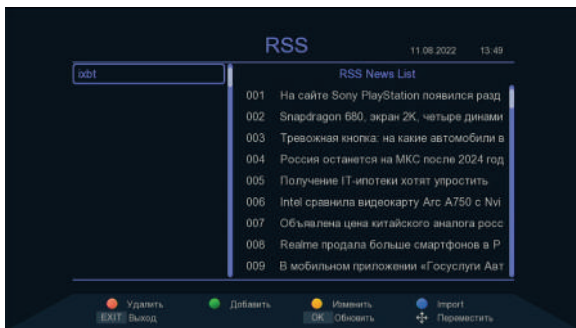 RSS
11.08.2022 13:49
ixbt
RSS News List
001 На сайте Sony PlayStation появился разд
002 Snapdragon 680, экран 2K, четыре динами
003 Тревожная кнопка: на какие автомобили в
004 Россия останется на МКС после 2024 год
005 Получение IT-ипотеки хотят упростить
006 Intel сравнила видеокарту Arc A750 с Nvi
007 Объявлена цена китайского аналога росс
008 Realme продала больше смартфонов в Р
009 В мобильном приложении «Госуслуги Авт
Удалить Добавить Изменить Import
EXIT Выход OK Обновить Переместить